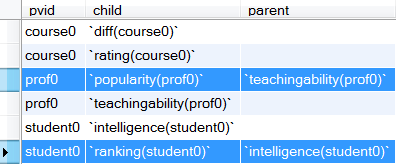 pvid child parent
course0 `diff(course0)`
course0 `rating(course0)`
prof0 `popularity(prof0)` `teachingability(prof0)`
prof0 `teachingability(prof0)`
student0 `intelligence(student0)`
student0 `ranking(student0)` `intelligence(student0)`